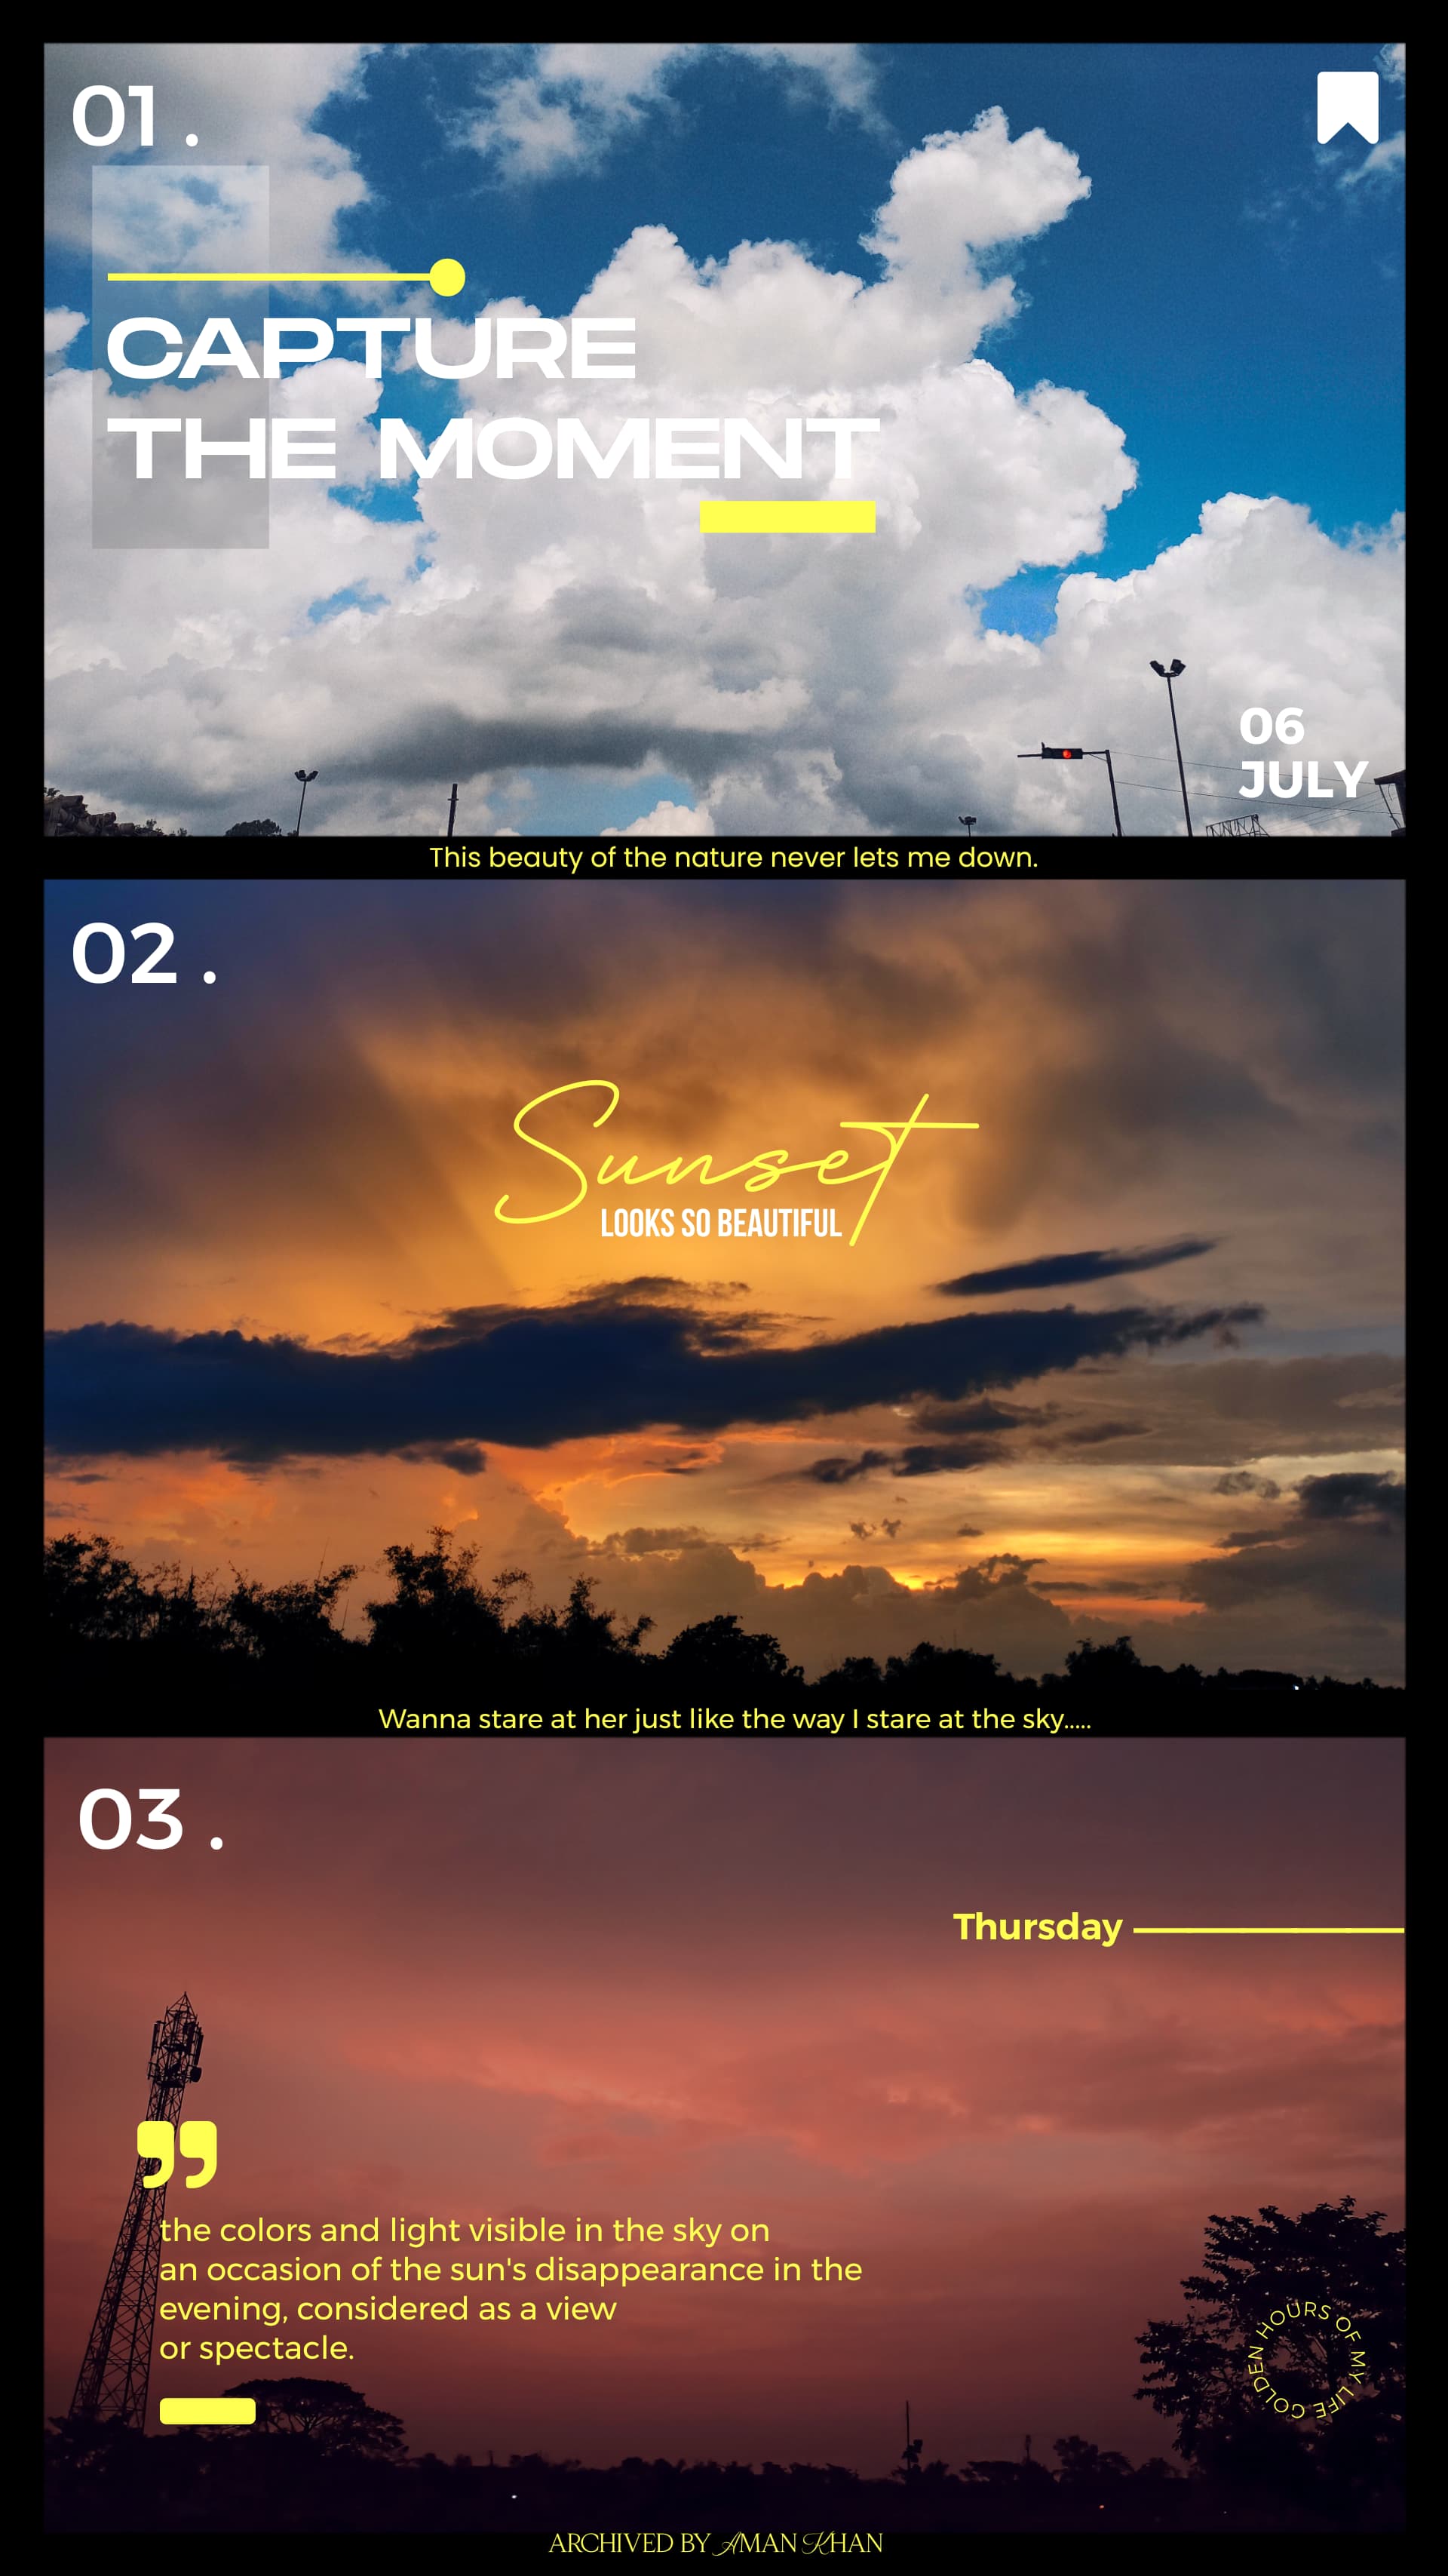 01 .
CAPTURE
THE MOMENT
06
JULY
This beauty of the nature never lets me down.
02 .
Sunset
LOOKS SO BEAUTIFUL
Wanna stare at her just like the way I stare at the sky.....
03 .
Thursday
”
the colors and light visible in the sky on
an occasion of the sun's disappearance in the
evening, considered as a view
or spectacle.
GOLDEN HOURS OF MY LIFE
ARCHIVED BY AMAN KHAN